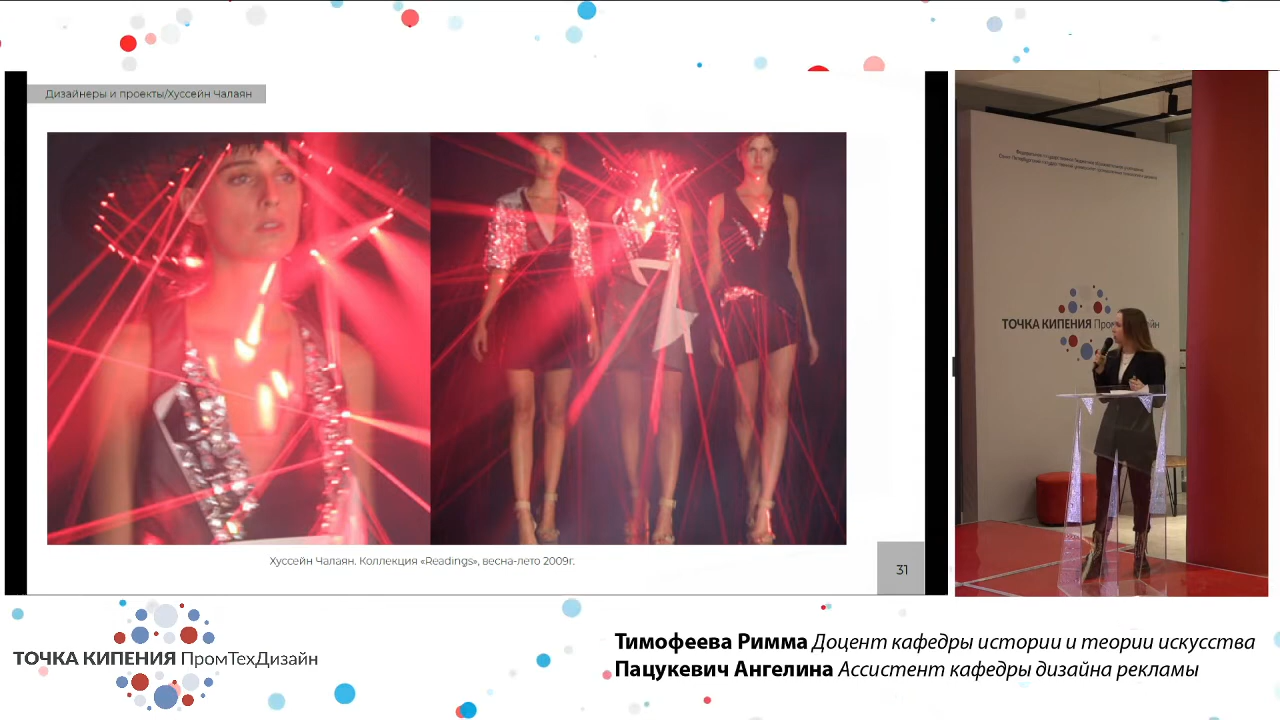 Дизайнеры и проекты/Хуссейн Чалаян
Хуссейн Чалаян. Коллекция «Readings», весна-лето 2009г.
31
ТОЧКА КИПЕНИЯ
ТОЧКА КИПЕНИЯ ПромТехДизайн
Тимофеева Римма Доцент кафедры истории и теории искусства
Пацукевич Ангелина Ассистент кафедры дизайна рекламы